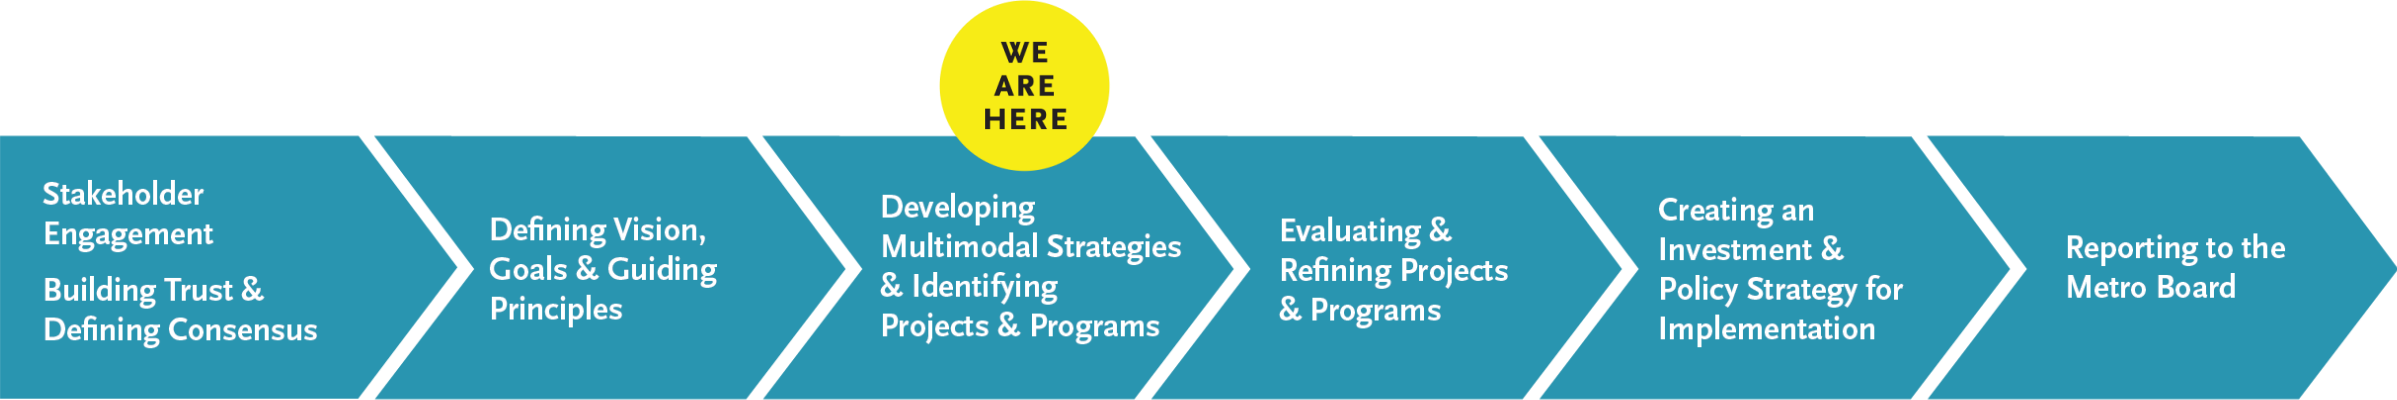 WE
ARE
HERE
Stakeholder
Engagement
Building Trust &
Defining Consensus
Defining Vision,
Goals & Guiding
Principles
Developing
Multimodal Strategies
& Identifying
Projects & Programs
Evaluating &
Refining Projects
& Programs
Creating an
Investment &
Policy Strategy for
Implementation
Reporting to the
Metro Board